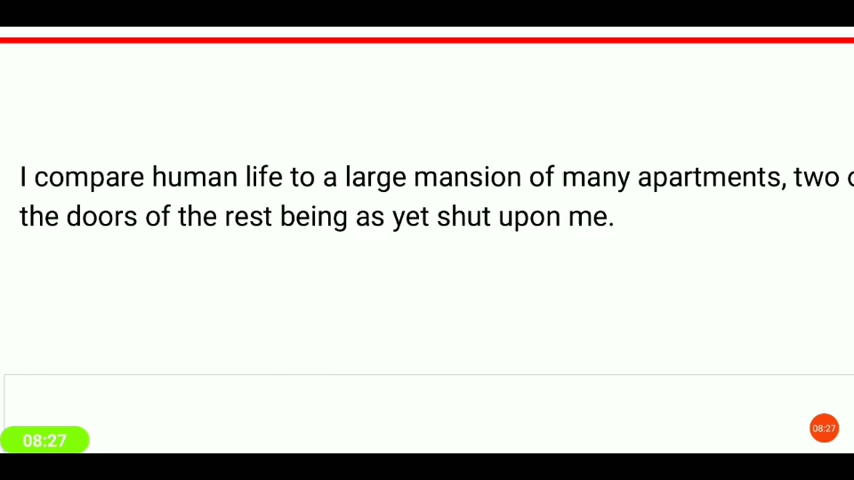 I compare human life to a large mansion of many apartments, two
the doors of the rest being as yet shut upon me.
08:27
08:27